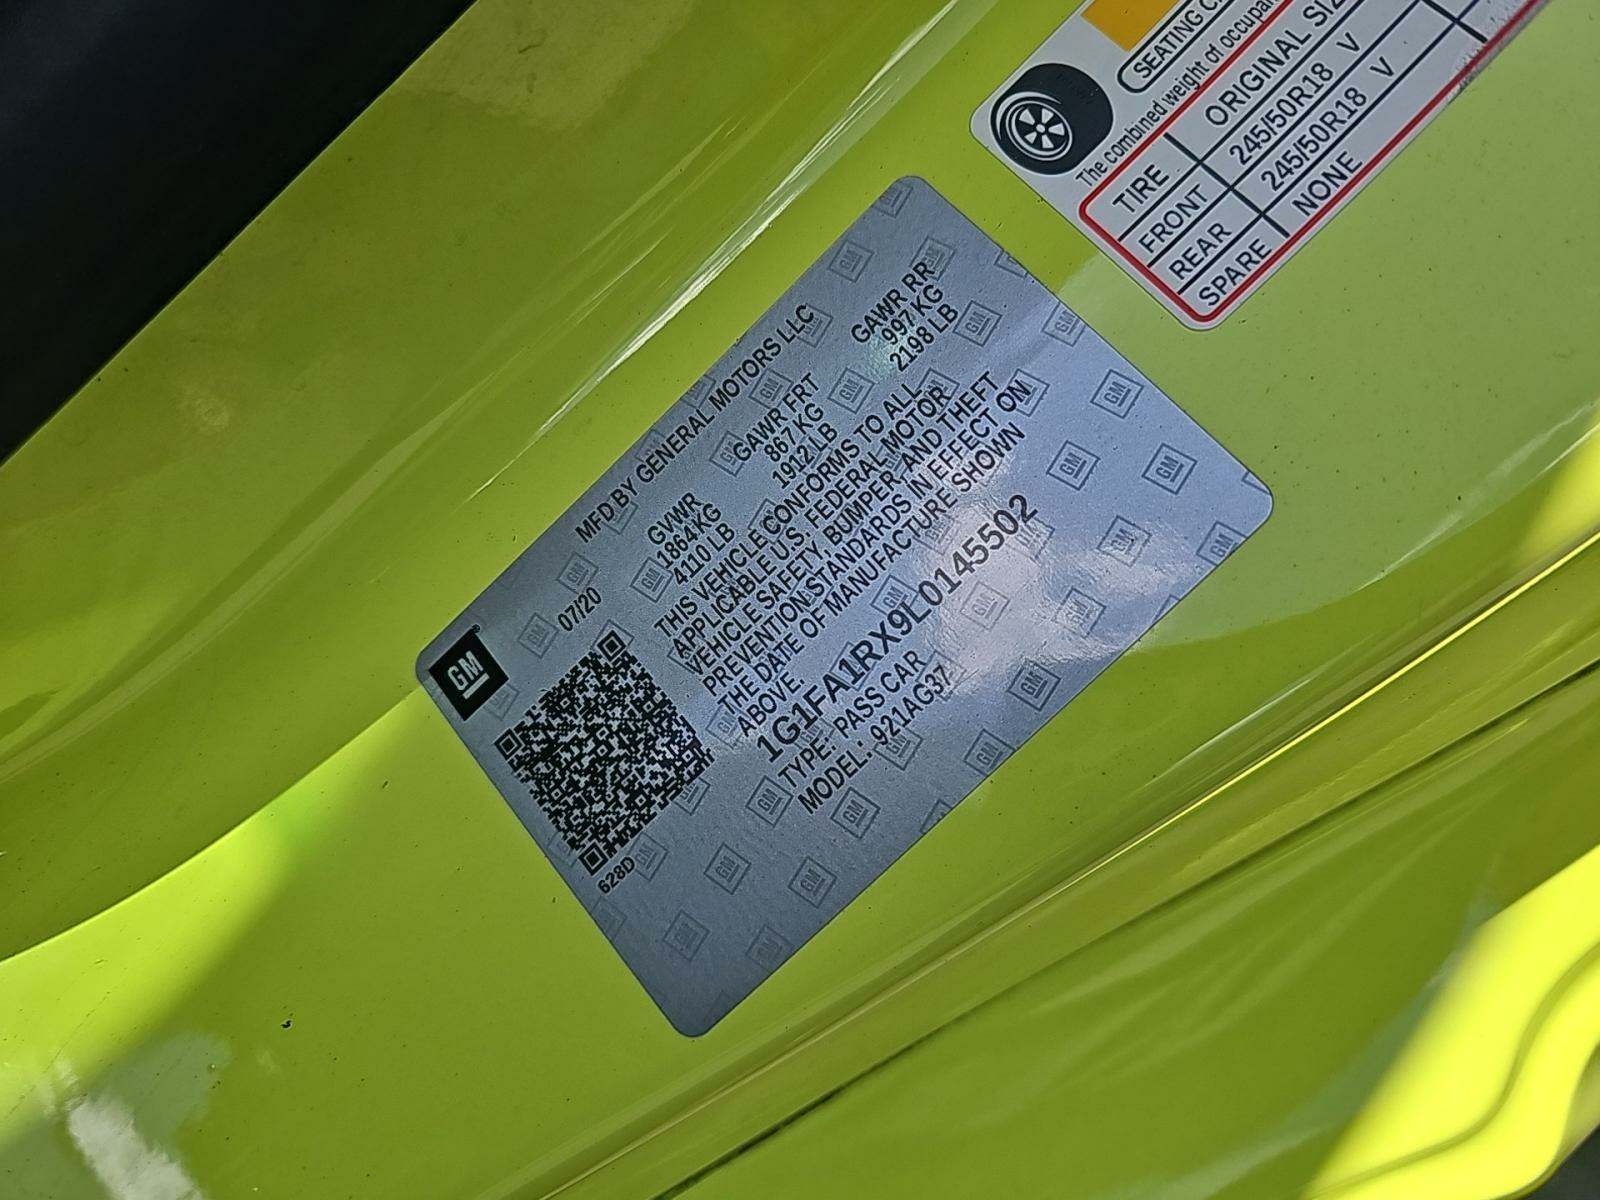 GM
MFD BY GENERAL MOTORS LLC
07/20
GVWR GAWR FRT GAWR RR
1864 KG 867 KG 997 KG
4110 LB 1912 LB 2198 LB
THIS VEHICLE CONFORMS TO ALL
APPLICABLE U.S. FEDERAL MOTOR
VEHICLE SAFETY, BUMPER, AND THEFT
PREVENTION STANDARDS IN EFFECT ON
THE DATE OF MANUFACTURE SHOWN
ABOVE.
1G1FA1RX9L0145502
TYPE: PASS CAR
MODEL: 921AG37
628D
SEATING
The combined weight of
TIRE ORIGINAL
FRONT 245/50R18 V
REAR 245/50R18 V
SPARE NONE